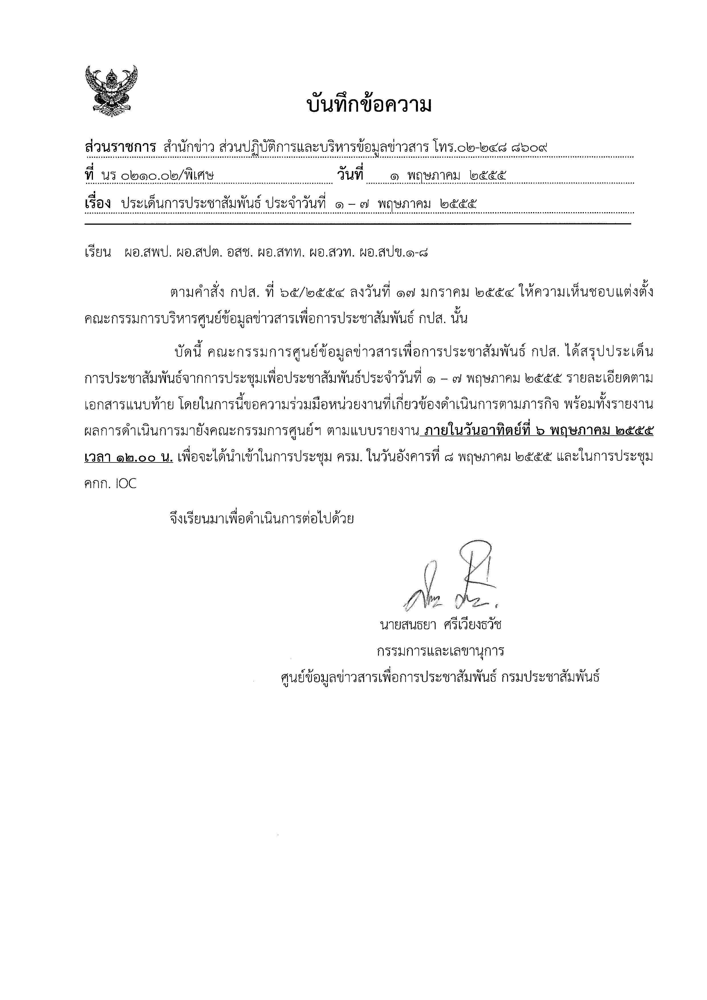 บันทึกข้อความ
ส่วนราชการ สำนักข่าว ส่วนปฏิบัติการและบริหารข้อมูลข่าวสาร โทร.๐๒-๒๔๘ ๘๖๐๙
ที่ นร ๐๒๑๐.๐๒/พิเศษ วันที่ ๑ พฤษภาคม ๒๕๕๕
เรื่อง ประเด็นการประชาสัมพันธ์ ประจำวันที่ ๑ – ๗ พฤษภาคม ๒๕๕๕
เรียน ผอ.สพป. ผอ.สปต. อสช. ผอ.สทท. ผอ.สวท. ผอ.สปข.๑-๘
ตามคำสั่ง กปส. ที่ ๖๕/๒๕๕๔ ลงวันที่ ๑๗ มกราคม ๒๕๕๔ ให้ความเห็นชอบแต่งตั้ง
คณะกรรมการบริหารศูนย์ข้อมูลข่าวสารเพื่อการประชาสัมพันธ์ กปส. นั้น
บัดนี้ คณะกรรมการศูนย์ข้อมูลข่าวสารเพื่อการประชาสัมพันธ์ กปส. ได้สรุปประเด็น
การประชาสัมพันธ์จากการประชุมเพื่อประชาสัมพันธ์ประจำวันที่ ๑ – ๗ พฤษภาคม ๒๕๕๕ รายละเอียดตาม
เอกสารแนบท้าย โดยในการนี้ขอความร่วมมือหน่วยงานที่เกี่ยวข้องดำเนินการตามภารกิจ พร้อมทั้งรายงาน
ผลการดำเนินการมายังคณะกรรมการศูนย์ฯ ตามแบบรายงาน ภายในวันอาทิตย์ที่ ๖ พฤษภาคม ๒๕๕๕
เวลา ๑๒.๐๐ น. เพื่อจะได้นำเข้าในการประชุม ครม. ในวันอังคารที่ ๘ พฤษภาคม ๒๕๕๕ และในการประชุม
คกก. IOC
จึงเรียนมาเพื่อดำเนินการต่อไปด้วย
นายสนธยา ศรีเวียงธวัช
กรรมการและเลขานุการ
ศูนย์ข้อมูลข่าวสารเพื่อการประชาสัมพันธ์ กรมประชาสัมพันธ์